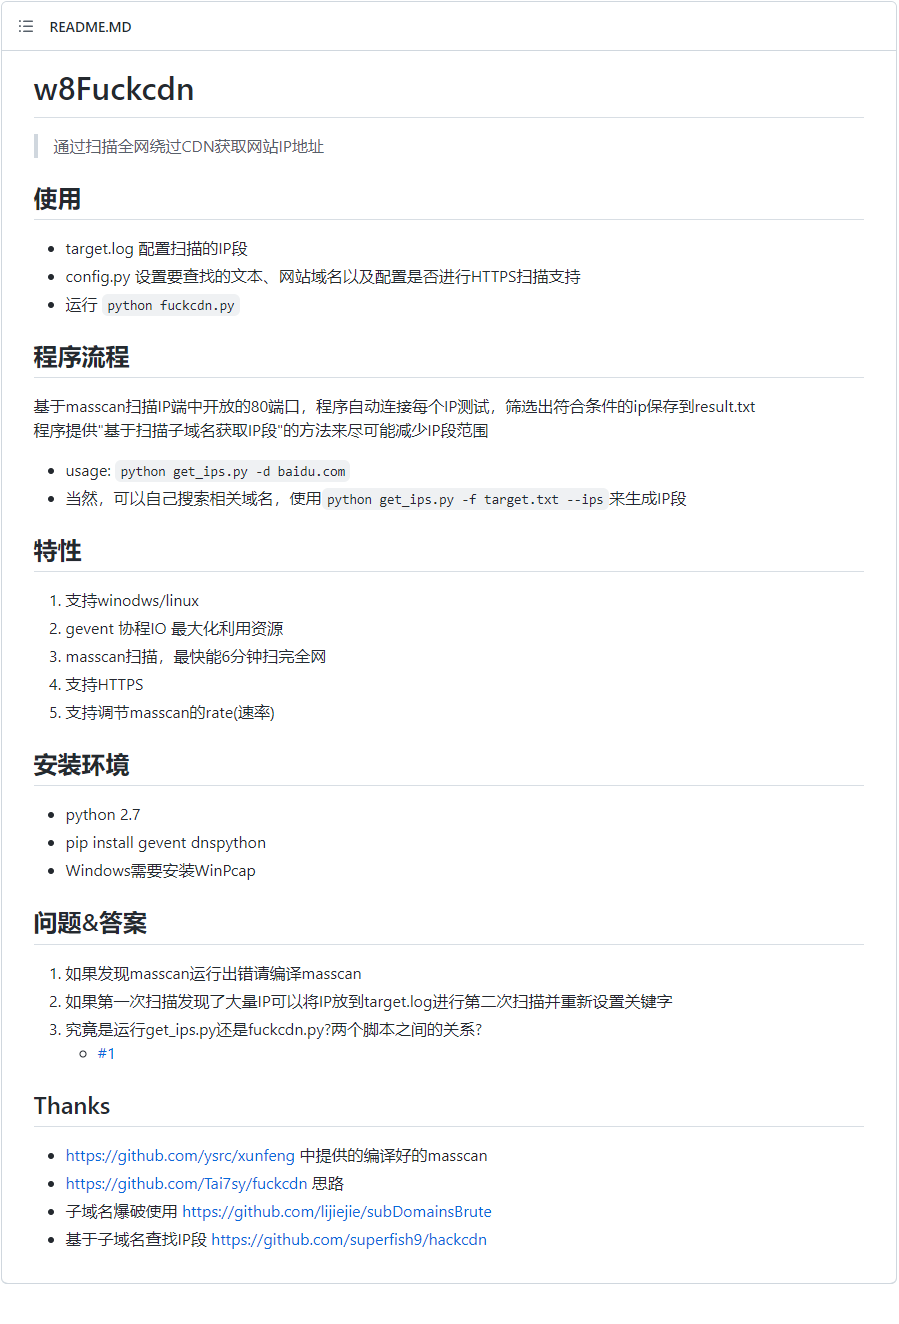 README.MD
w8Fuckcdn
通过扫描全网绕过CDN获取网站IP地址
使用
target.log 配置扫描的IP段
config.py 设置要查找的文本、网站域名以及配置是否进行HTTPS扫描支持
运行 python fuckcdn.py
程序流程
基于masscan扫描IP端中开放的80端口，程序自动连接每个IP测试，筛选出符合条件的ip保存到result.txt
程序提供"基于扫描子域名获取IP段"的方法来尽可能减少IP段范围
usage: python get_ips.py -d baidu.com
当然，可以自己搜索相关域名，使用 python get_ips.py -f target.txt --ips 来生成IP段
特性
1. 支持winodws/linux
2. gevent 协程IO 最大化利用资源
3. masscan扫描，最快能6分钟扫完全网
4. 支持HTTPS
5. 支持调节masscan的rate(速率)
安装环境
python 2.7
pip install gevent dnspython
Windows需要安装WinPcap
问题&答案
1. 如果发现masscan运行出错请编译masscan
2. 如果第一次扫描发现了大量IP可以将IP放到target.log进行第二次扫描并重新设置关键字
3. 究竟是运行get_ips.py还是fuckcdn.py?两个脚本之间的关系?
#1
Thanks
https://github.com/ysrc/xunfeng 中提供的编译好的masscan
https://github.com/Tai7sy/fuckcdn 思路
子域名爆破使用 https://github.com/lijiejie/subDomainsBrute
基于子域名查找IP段 https://github.com/superfish9/hackcdn